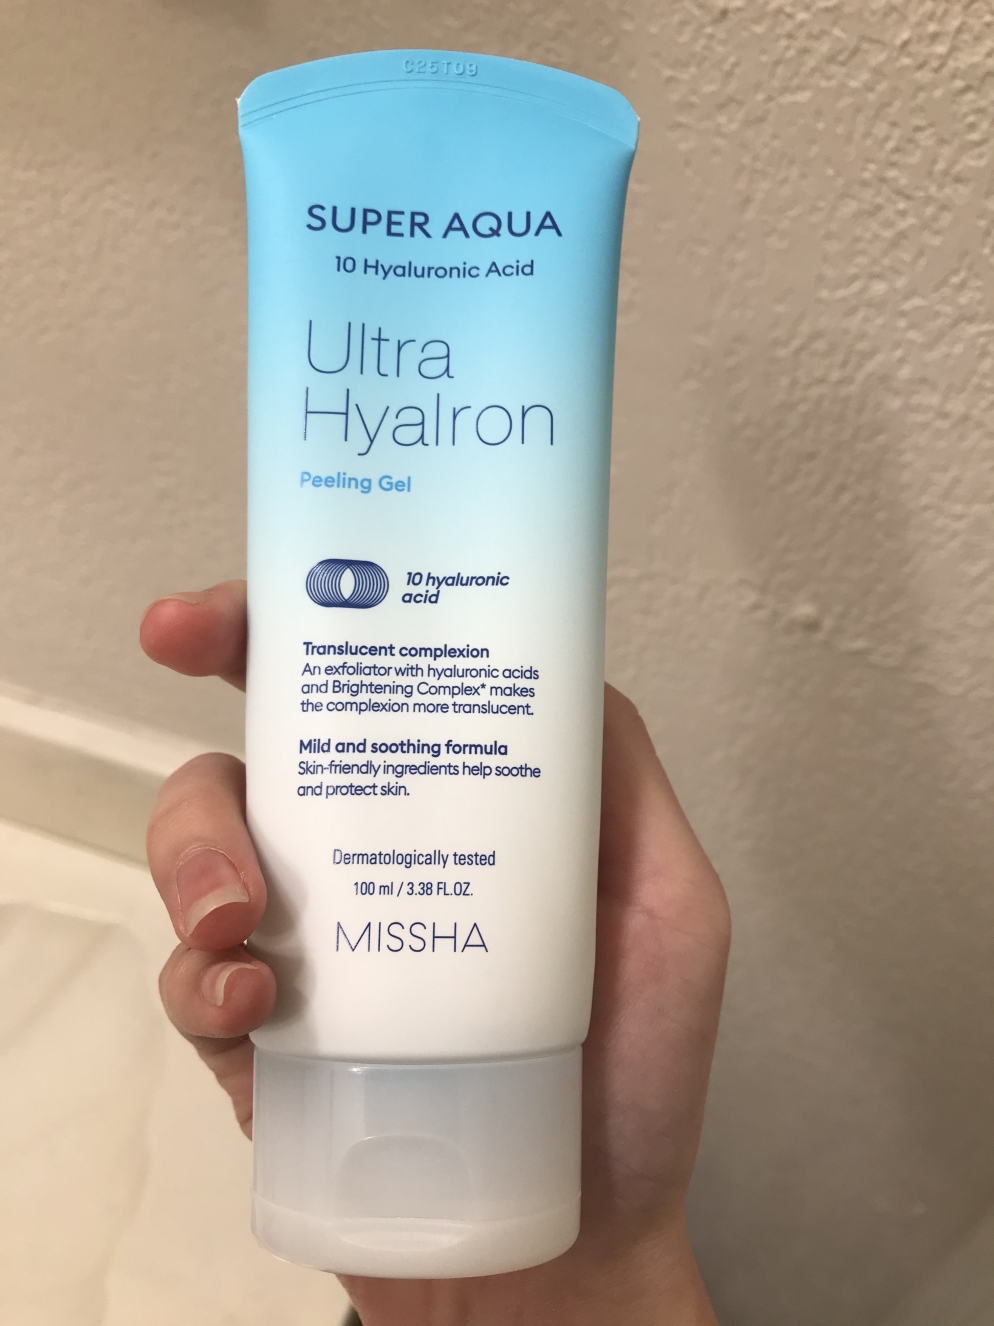 C25T09
SUPER AQUA
10 Hyaluronic Acid
Ultra
Hyalron
Peeling Gel
10 hyaluronic
acid
Translucent complexion
An exfoliator with hyaluronic acids
and Brightening Complex* makes
the complexion more translucent.
Mild and soothing formula
Skin-friendly ingredients help soothe
and protect skin.
Dermatologically tested
100 ml / 3.38 FL.OZ.
MISSHA